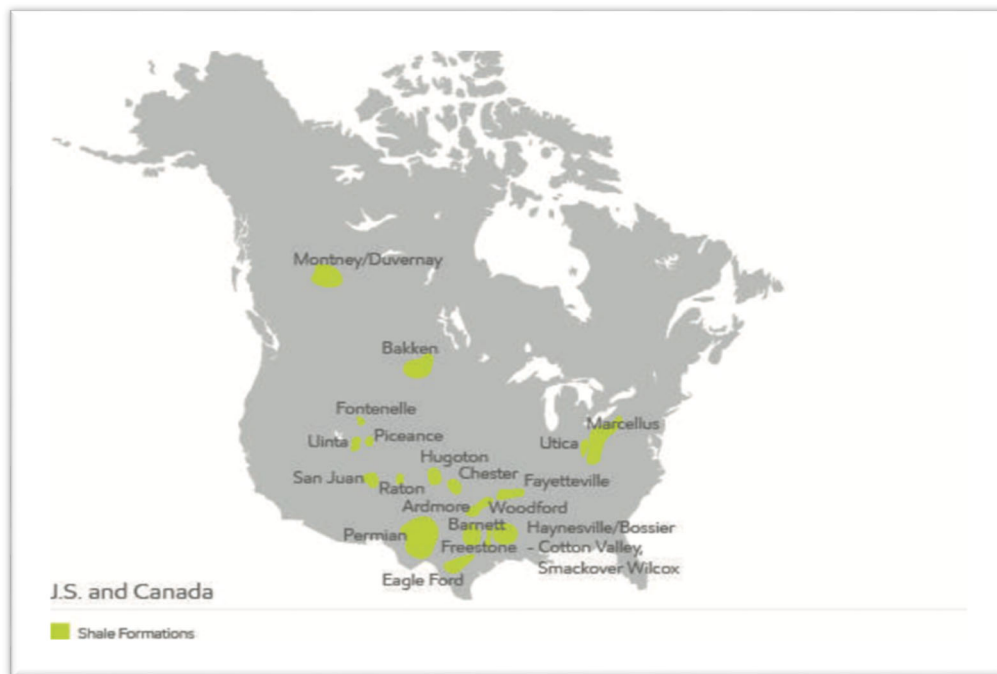 Montney/Duvernay
Bakken
Fontenelle
Uinta
Piceance
Hugoton
San Juan
Raton
Chester
Fayetteville
Ardmore
Woodford
Permian
Barnett
Freestone
Haynesville/Bossier
- Cotton Valley,
Smackover Wilcox
Eagle Ford
Marcellus
Utica
J.S. and Canada
Shale Formations